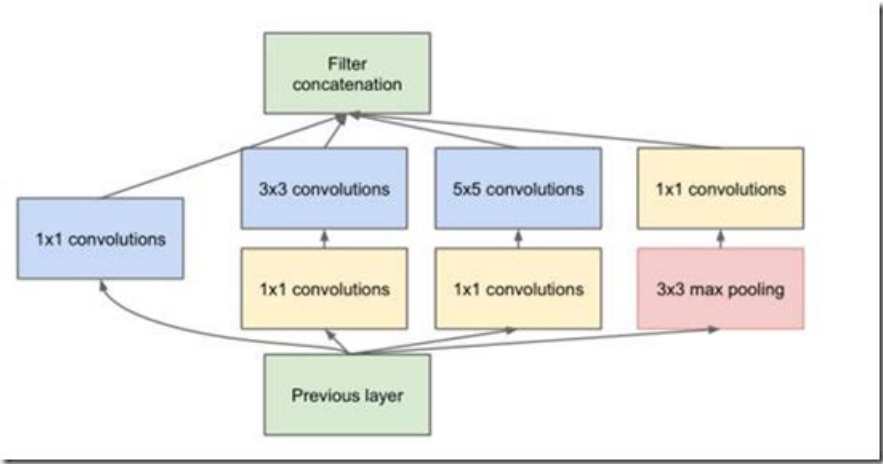 Filter
concatenation
3x3 convolutions
5x5 convolutions
1x1 convolutions
1x1 convolutions
1x1 convolutions
1x1 convolutions
3x3 max pooling
Previous layer